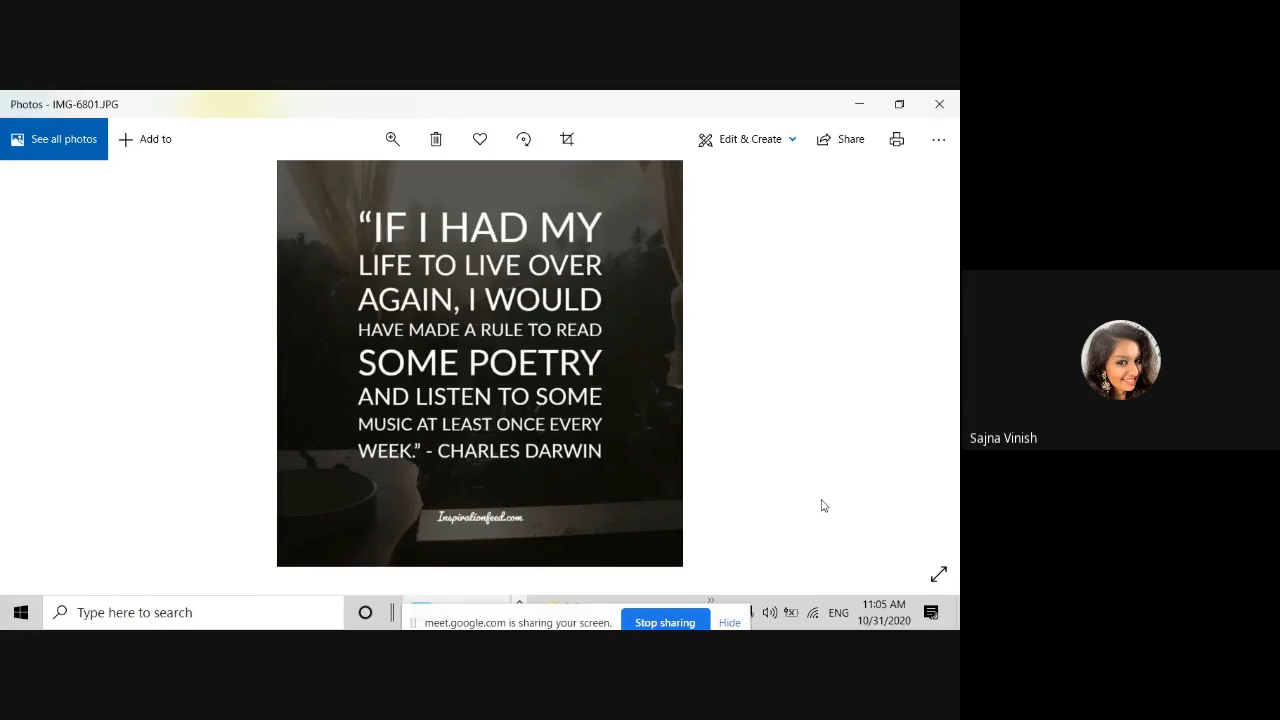 Photos - IMG-6801.JPG
See all photos
Add to
Edit & Create
Share
“IF I HAD MY
LIFE TO LIVE OVER
AGAIN, I WOULD
HAVE MADE A RULE TO READ
SOME POETRY
AND LISTEN TO SOME
MUSIC AT LEAST ONCE EVERY
WEEK.” - CHARLES DARWIN
Inspirationfeed.com
Sajna Vinish
Type here to search
meet.google.com is sharing your screen.
Stop sharing
Hide
ENG
11:05 AM
10/31/2020